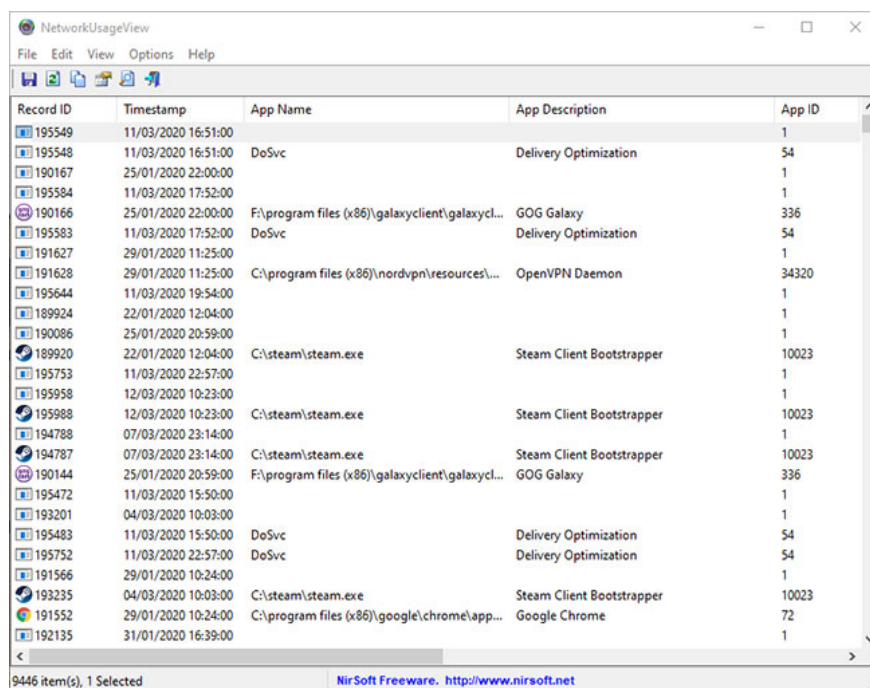 NetworkUsageView
File Edit View Options Help
Record ID Timestamp App Name App Description App ID
195549 11/03/2020 16:51:00 1
195548 11/03/2020 16:51:00 DoSvc Delivery Optimization 54
190167 25/01/2020 22:00:00 1
195584 11/03/2020 17:52:00 1
190166 25/01/2020 22:00:00 F:\program files (x86)\galaxyclient\galaxycl... GOG Galaxy 336
195583 11/03/2020 17:52:00 DoSvc Delivery Optimization 54
191627 29/01/2020 11:25:00 1
191628 29/01/2020 11:25:00 C:\program files (x86)\nordvpn\resources\... OpenVPN Daemon 34320
195644 11/03/2020 19:54:00 1
189924 22/01/2020 12:04:00 1
190086 25/01/2020 20:59:00 1
189920 22/01/2020 12:04:00 C:\steam\steam.exe Steam Client Bootstrapper 10023
195753 11/03/2020 22:57:00 1
195958 12/03/2020 10:23:00 1
195988 12/03/2020 10:23:00 C:\steam\steam.exe Steam Client Bootstrapper 10023
194788 07/03/2020 23:14:00 1
194787 07/03/2020 23:14:00 C:\steam\steam.exe Steam Client Bootstrapper 10023
190144 25/01/2020 20:59:00 F:\program files (x86)\galaxyclient\galaxycl... GOG Galaxy 336
195472 11/03/2020 15:50:00 1
193201 04/03/2020 10:03:00 1
195483 11/03/2020 15:50:00 DoSvc Delivery Optimization 54
195752 11/03/2020 22:57:00 DoSvc Delivery Optimization 54
191566 29/01/2020 10:24:00 1
193235 04/03/2020 10:03:00 C:\steam\steam.exe Steam Client Bootstrapper 10023
191552 29/01/2020 10:24:00 C:\program files (x86)\google\chrome\app... Google Chrome 72
192135 31/01/2020 16:39:00 1
9446 item(s), 1 Selected NirSoft Freeware. http://www.nirsoft.net